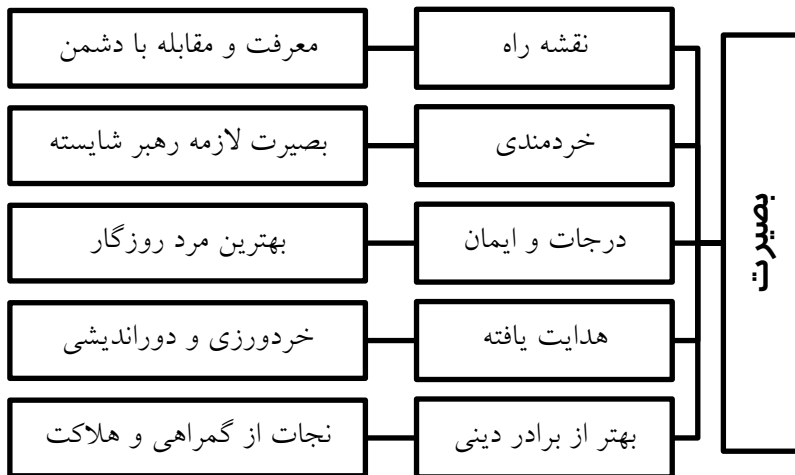 بصیرت
نقشه راه
معرفت و مقابله با دشمن
خردمندی
بصیرت لازمه رهبر شایسته
درجات و ایمان
بهترین مرد روزگار
هدایت یافته
خردورزی و دوراندیشی
بهتر از برادر دینی
نجات از گمراهی و هلاکت